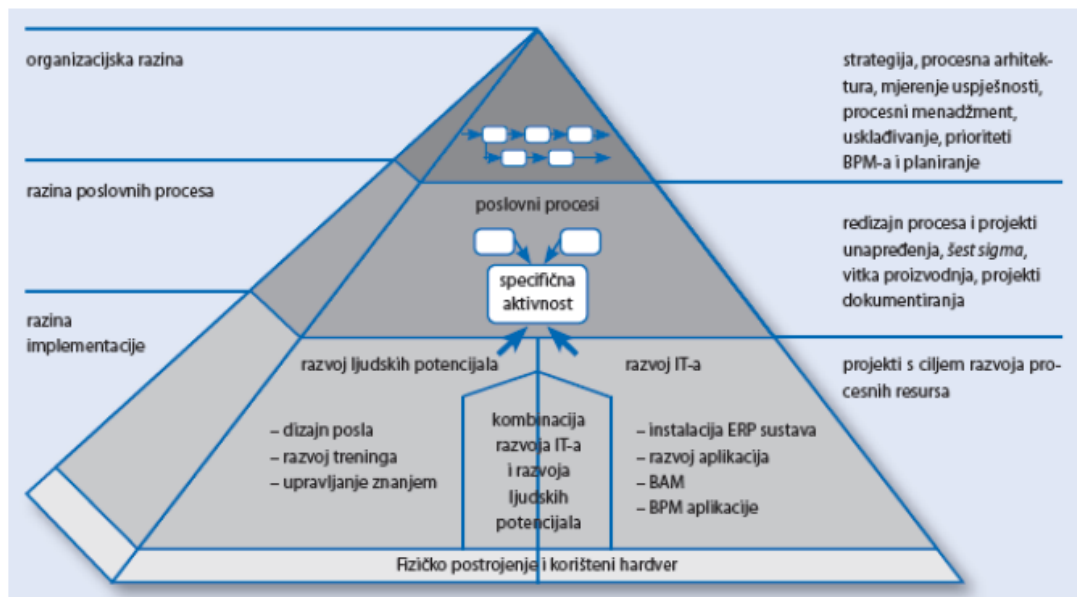 organizacijska razina
strategija, procesna arhitek-
tura, mjerenje uspješnosti,
procesni menadžment,
usklađivanje, prioriteti
BPM-a i planiranje
razina poslovnih procesa
poslovni procesi
specifična
aktivnost
redizajn procesa i projekti
unapređenja, šest sigma,
vitka proizvodnja, projekti
dokumentiranja
razina
implementacije
razvoj ljudskih potencijala
razvoj IT-a
projekti s ciljem razvoja pro-
cesnih resursa
– dizajn posla
– razvoj treninga
– upravljanje znanjem
kombinacija
razvoja IT-a
i razvoja
ljudskih
potencijala
– instalacija ERP sustava
– razvoj aplikacija
– BAM
– BPM aplikacije
Fizičko postrojenje i korišteni hardver